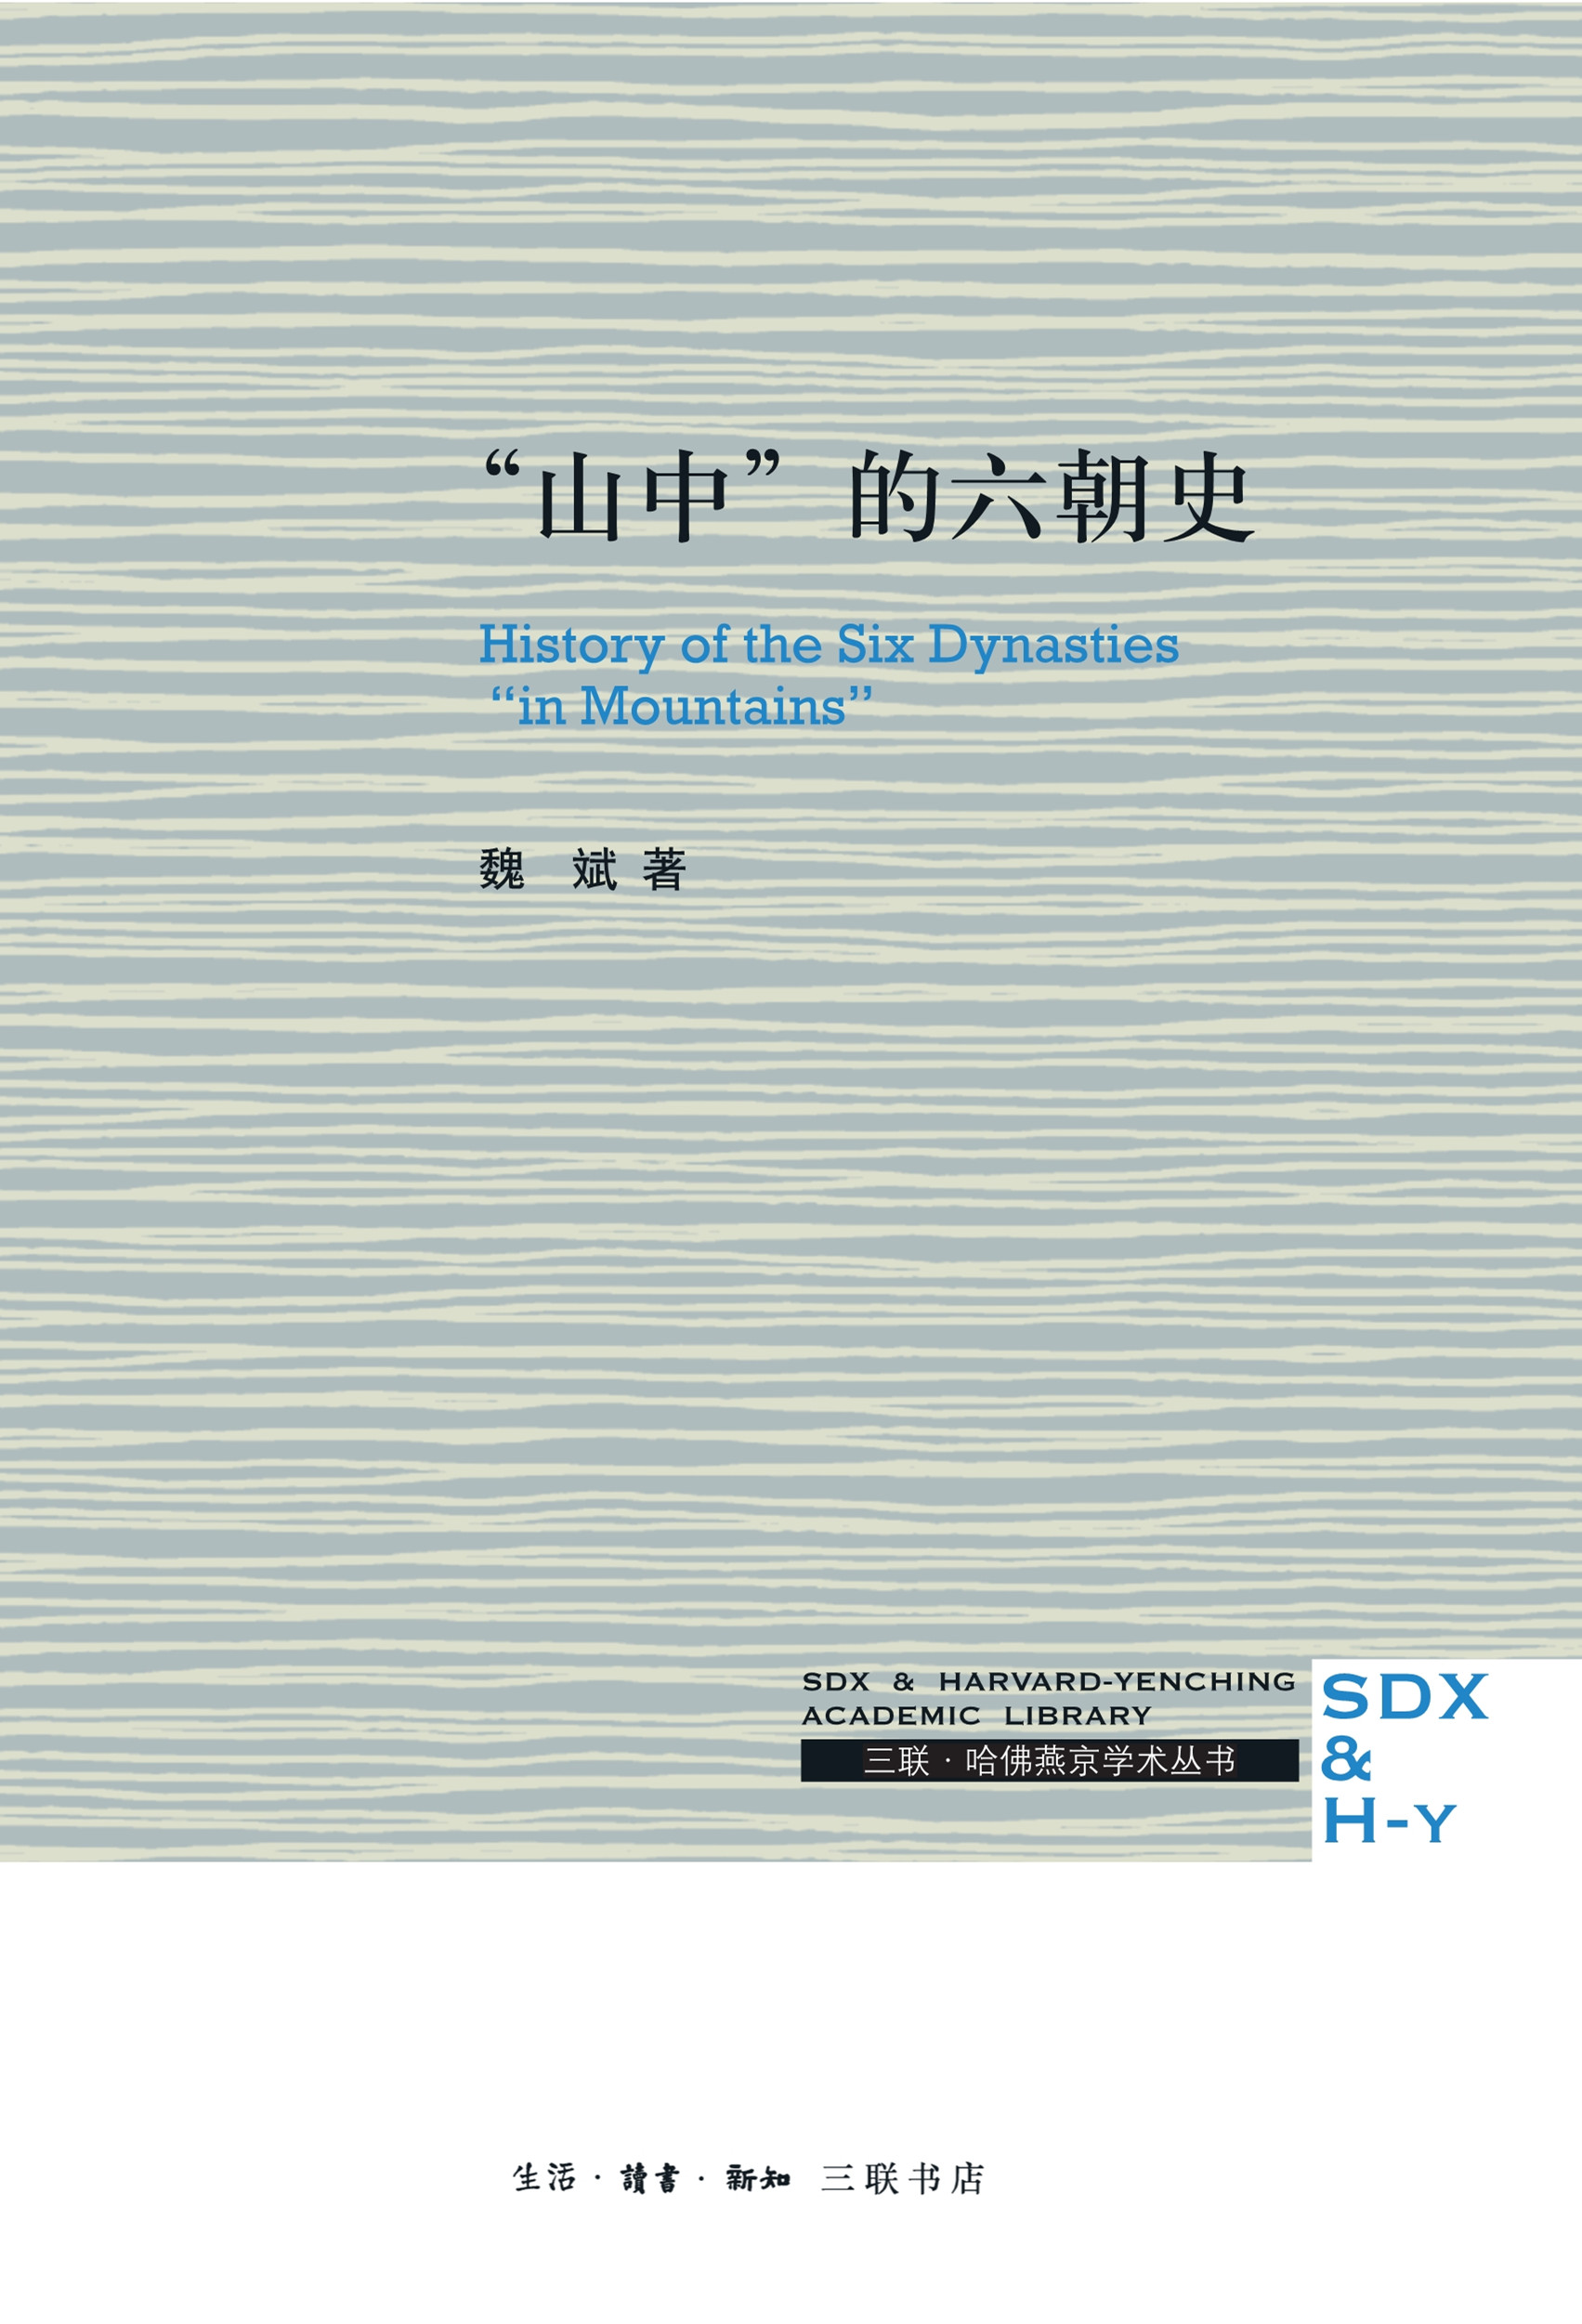 “山中”的六朝史
History of the Six Dynasties
“in Mountains”
魏 斌 著
SDX & HARVARD-YENCHING
ACADEMIC LIBRARY
三联·哈佛燕京学术丛书
SDX
&
H-Y
生活·讀書·新知 三联书店